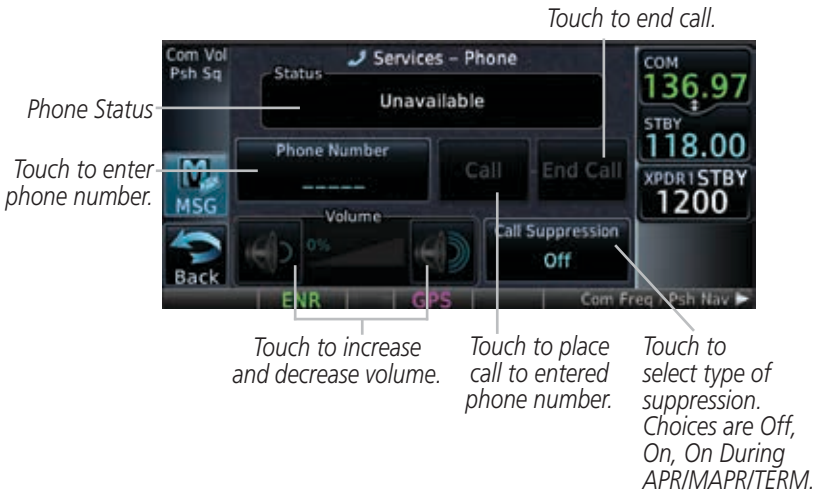 Touch to end call.
Com Vol
Psh Sq
Services – Phone
Status
Unavailable
COM
136.97
STBY
118.00
XPDR1 STBY
1200
Phone Status
Touch to enter
phone number.
Phone Number
_____
Call
End Call
MSG
Volume
0%
Call Suppression
Off
Back
ENR
GPS
Com Freq / Psh Nav
Touch to increase
and decrease volume.
Touch to place
call to entered
phone number.
Touch to
select type of
suppression.
Choices are Off,
On, On During
APR/MAPR/TERM.